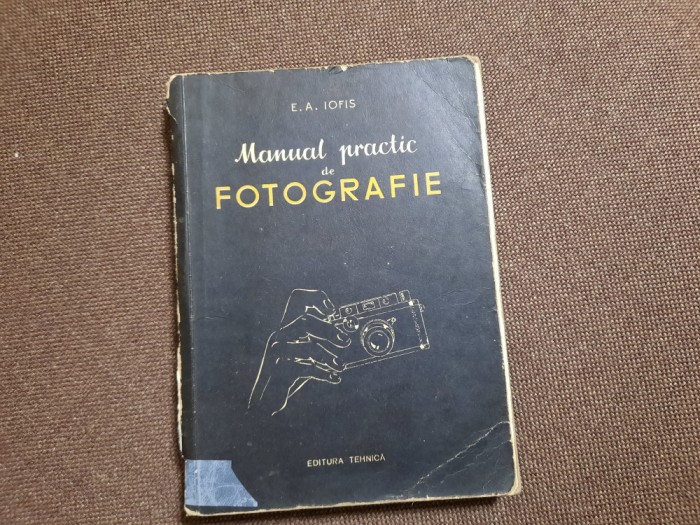 E. A. IOFIS
Manual practic
de
FOTOGRAFIE
EDITURA TEHNICĂ